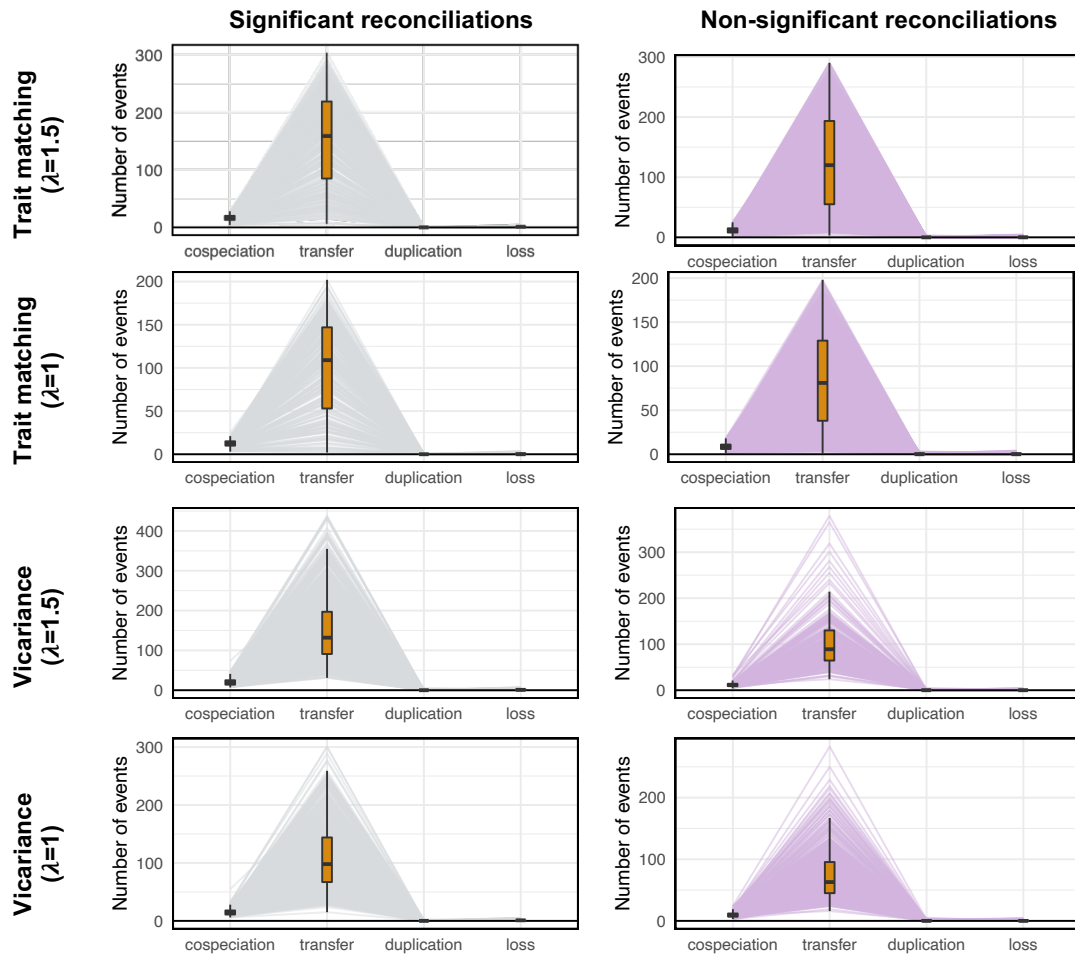 Significant reconciliations
Non-significant reconciliations
Trait matching
(λ=1.5)
Number of events
300
200
100
0
cospeciation transfer duplication loss
Number of events
300
200
100
0
cospeciation transfer duplication loss
Trait matching
(λ=1)
Number of events
200
150
100
50
0
cospeciation transfer duplication loss
Number of events
200
150
100
50
0
cospeciation transfer duplication loss
Vicariance
(λ=1.5)
Number of events
400
300
200
100
0
cospeciation transfer duplication loss
Number of events
300
200
100
0
cospeciation transfer duplication loss
Vicariance
(λ=1)
Number of events
300
200
100
0
cospeciation transfer duplication loss
Number of events
200
100
0
cospeciation transfer duplication loss